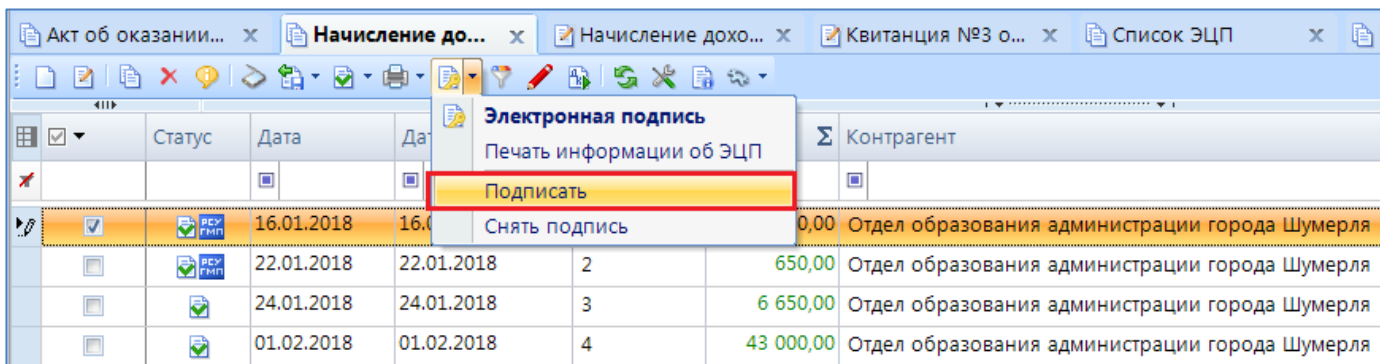 Акт об оказании... x Начисление до... x Начисление дохо... x Квитанция №3 о... x Список ЭЦП x
Электронная подпись
Печать информации об ЭЦП
Подписать
Снять подпись
Статус Дата Дат Σ Контрагент
РСУ ГМП 16.01.2018 16.0 0,00 Отдел образования администрации города Шумерля
РСУ ГМП 22.01.2018 22.01.2018 2 650,00 Отдел образования администрации города Шумерля
24.01.2018 24.01.2018 3 6 650,00 Отдел образования администрации города Шумерля
01.02.2018 01.02.2018 4 43 000,00 Отдел образования администрации города Шумерля